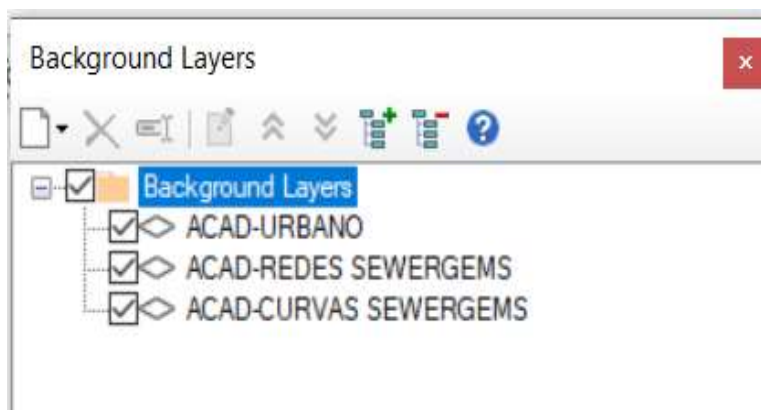 Background Layers
Background Layers
ACAD-URBANO
ACAD-REDES SEWERGEMS
ACAD-CURVAS SEWERGEMS